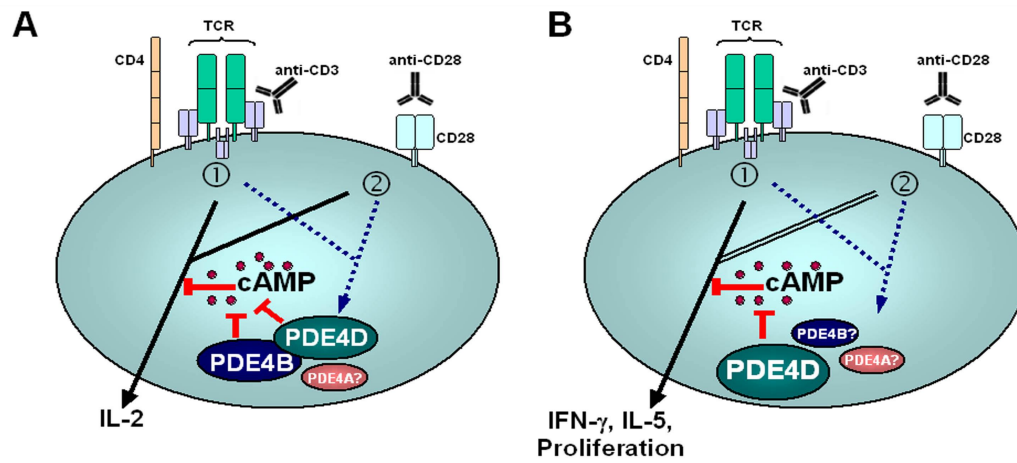 A
TCR
CD4
anti-CD3
anti-CD28
CD28
1
2
cAMP
PDE4D
PDE4B
PDE4A?
IL-2
B
TCR
CD4
anti-CD3
anti-CD28
CD28
1
2
cAMP
PDE4B?
PDE4A?
PDE4D
IFN-γ, IL-5,
Proliferation